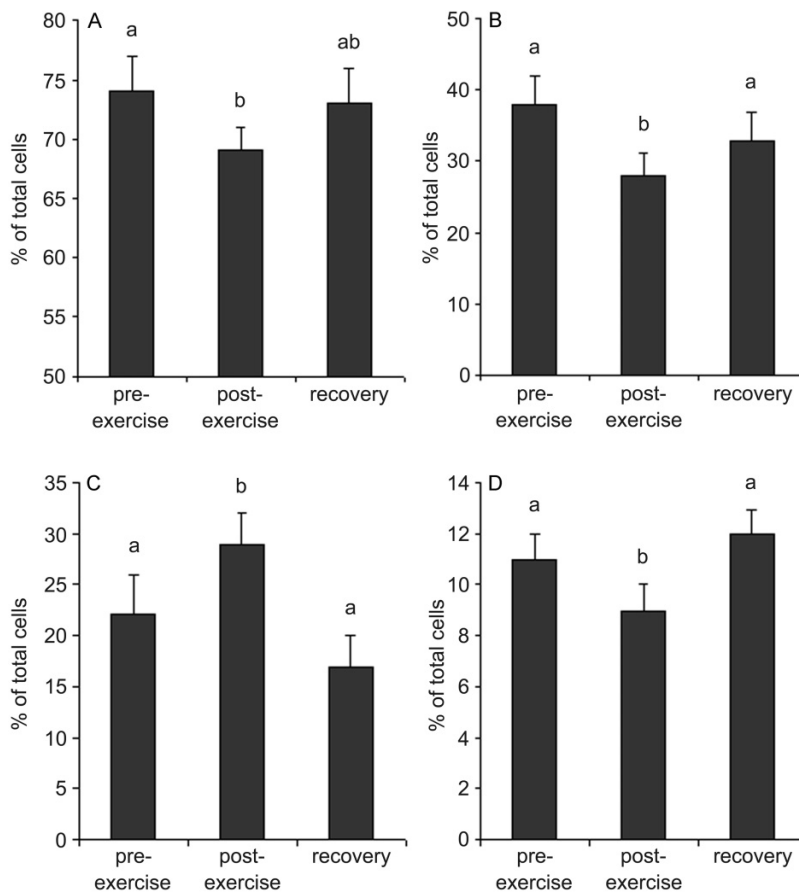 A
80
75
70
65
60
55
50
% of total cells
a
b
ab
pre-
exercise
post-
exercise
recovery
B
50
40
30
20
10
0
% of total cells
a
b
a
pre-
exercise
post-
exercise
recovery
C
35
30
25
20
15
10
5
0
% of total cells
a
b
a
pre-
exercise
post-
exercise
recovery
D
14
12
10
8
6
4
2
0
% of total cells
a
b
a
pre-
exercise
post-
exercise
recovery